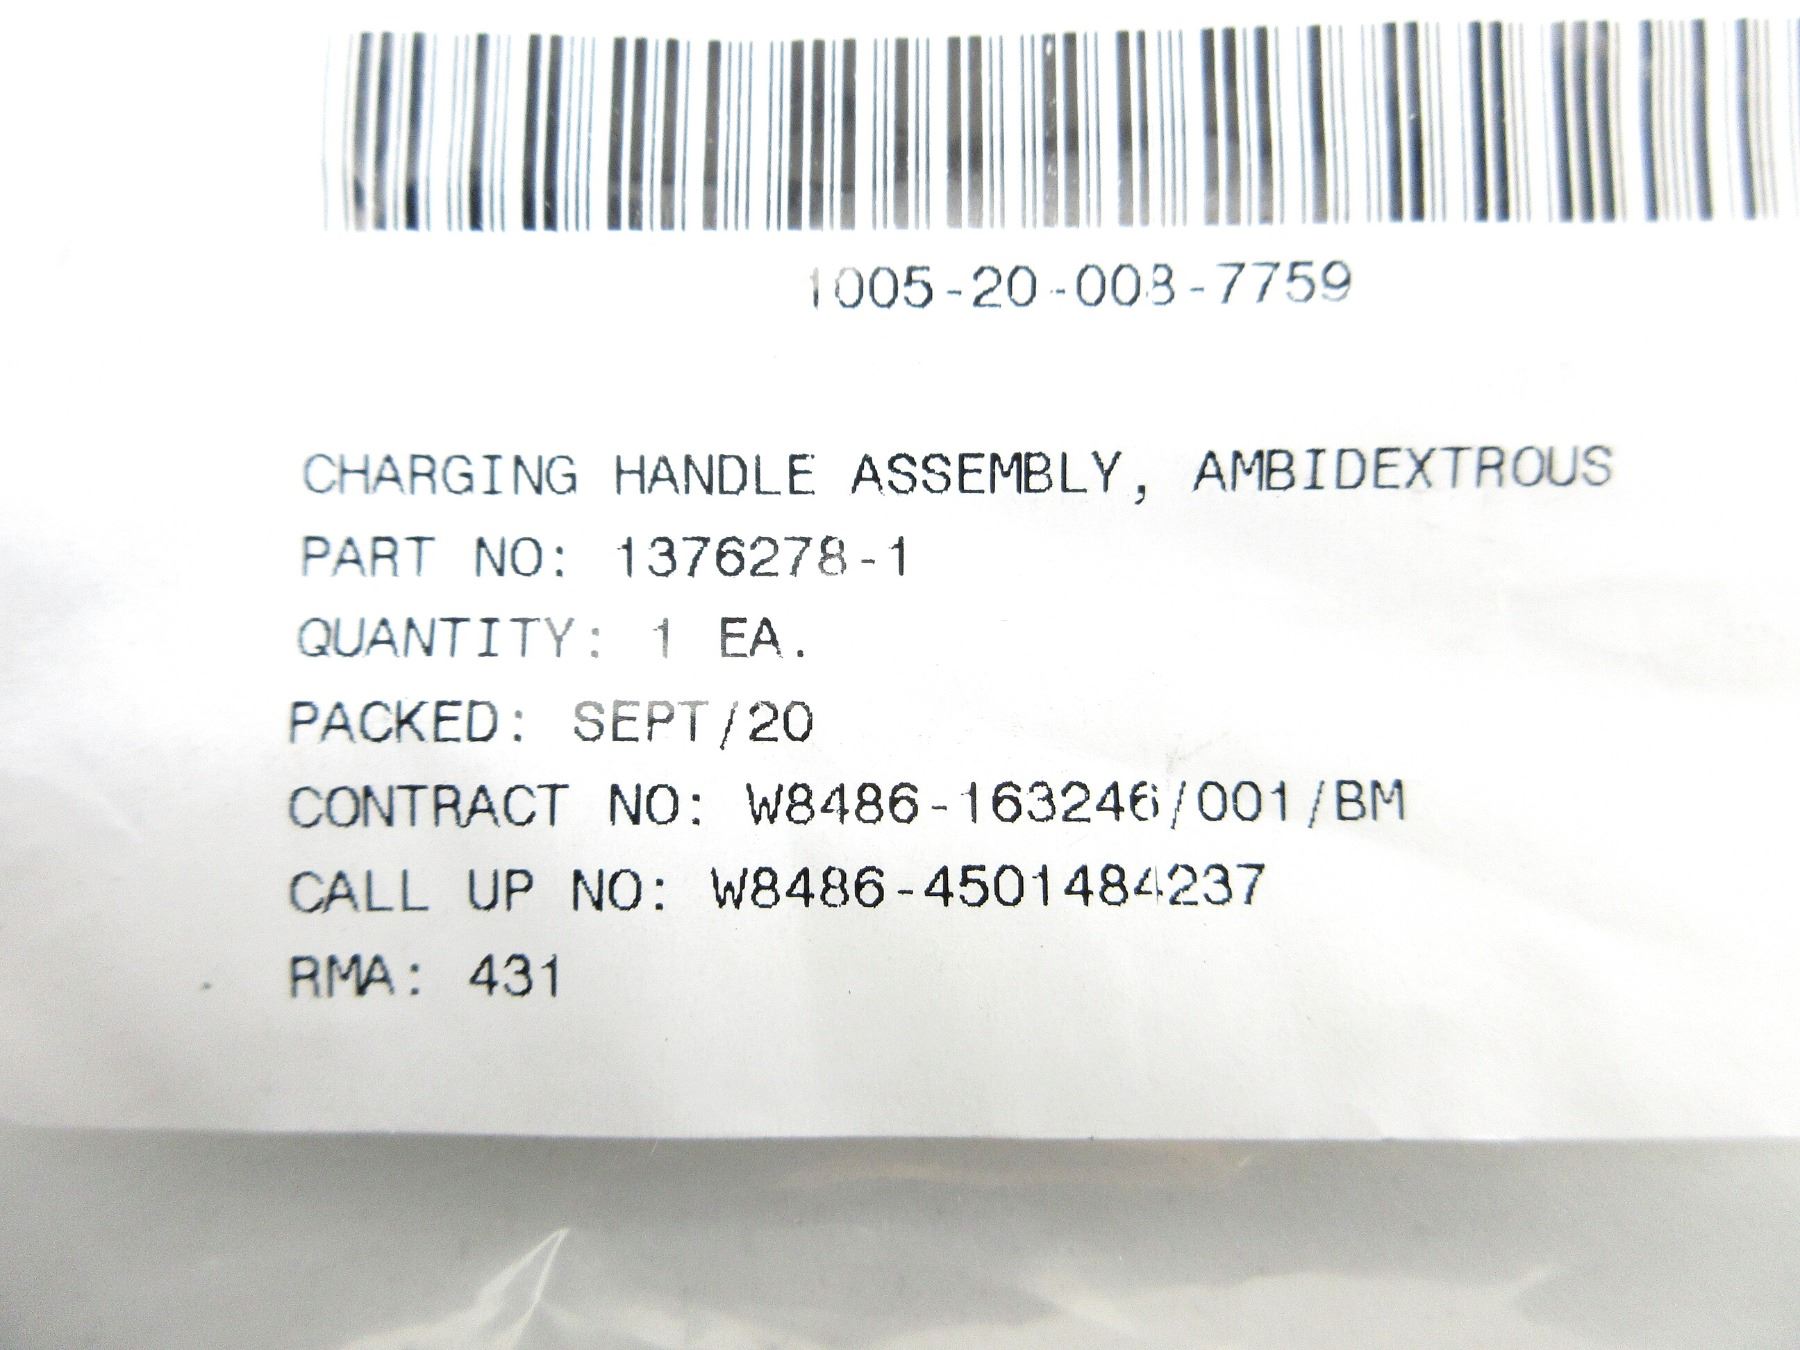 1005-20-008-7759
CHARGING HANDLE ASSEMBLY, AMBIDEXTROUS
PART NO: 1376278-1
QUANTITY: 1 EA.
PACKED: SEPT/20
CONTRACT NO: W8486-163246/001/BM
CALL UP NO: W8486-4501484237
RMA: 431